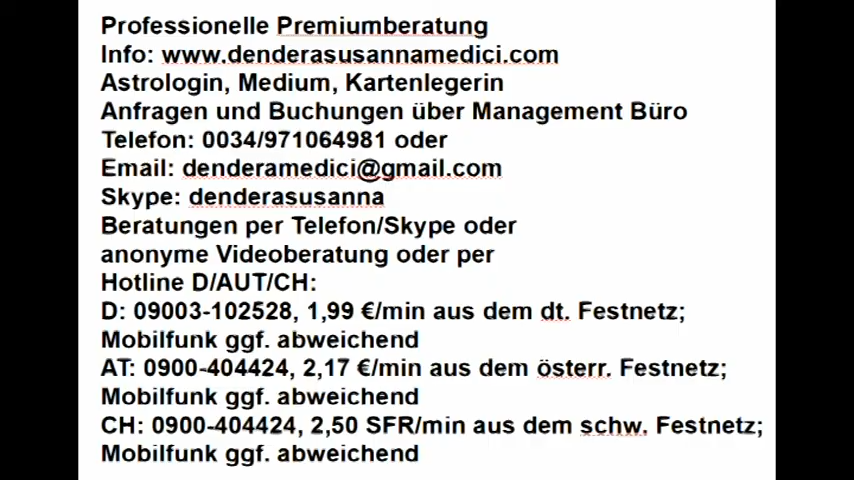 Professionelle Premiumberatung
Info: www.denderasusannamedici.com
Astrologin, Medium, Kartenlegerin
Anfragen und Buchungen über Management Büro
Telefon: 0034/971064981 oder
Email: denderamedici@gmail.com
Skype: denderasusanna
Beratungen per Telefon/Skype oder
anonyme Videoberatung oder per
Hotline D/AUT/CH:
D: 09003-102528, 1,99 €/min aus dem dt. Festnetz;
Mobilfunk ggf. abweichend
AT: 0900-404424, 2,17 €/min aus dem österr. Festnetz;
Mobilfunk ggf. abweichend
CH: 0900-404424, 2,50 SFR/min aus dem schw. Festnetz;
Mobilfunk ggf. abweichend